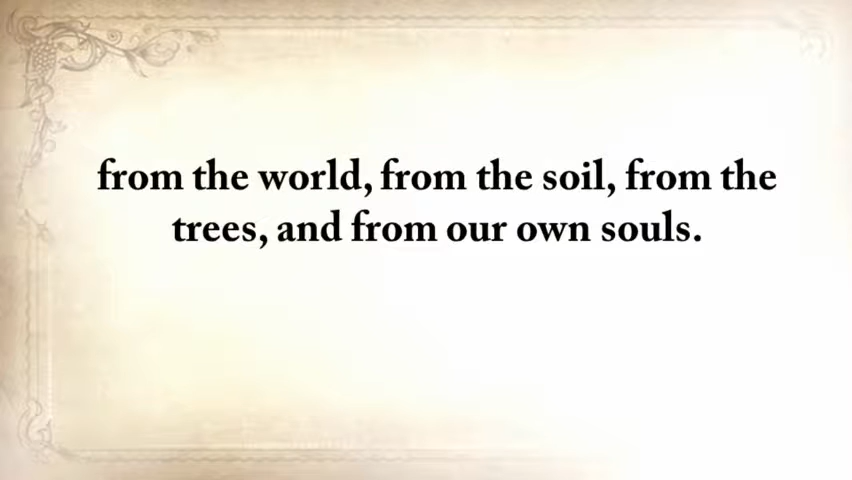 from the world, from the soil, from the
trees, and from our own souls.